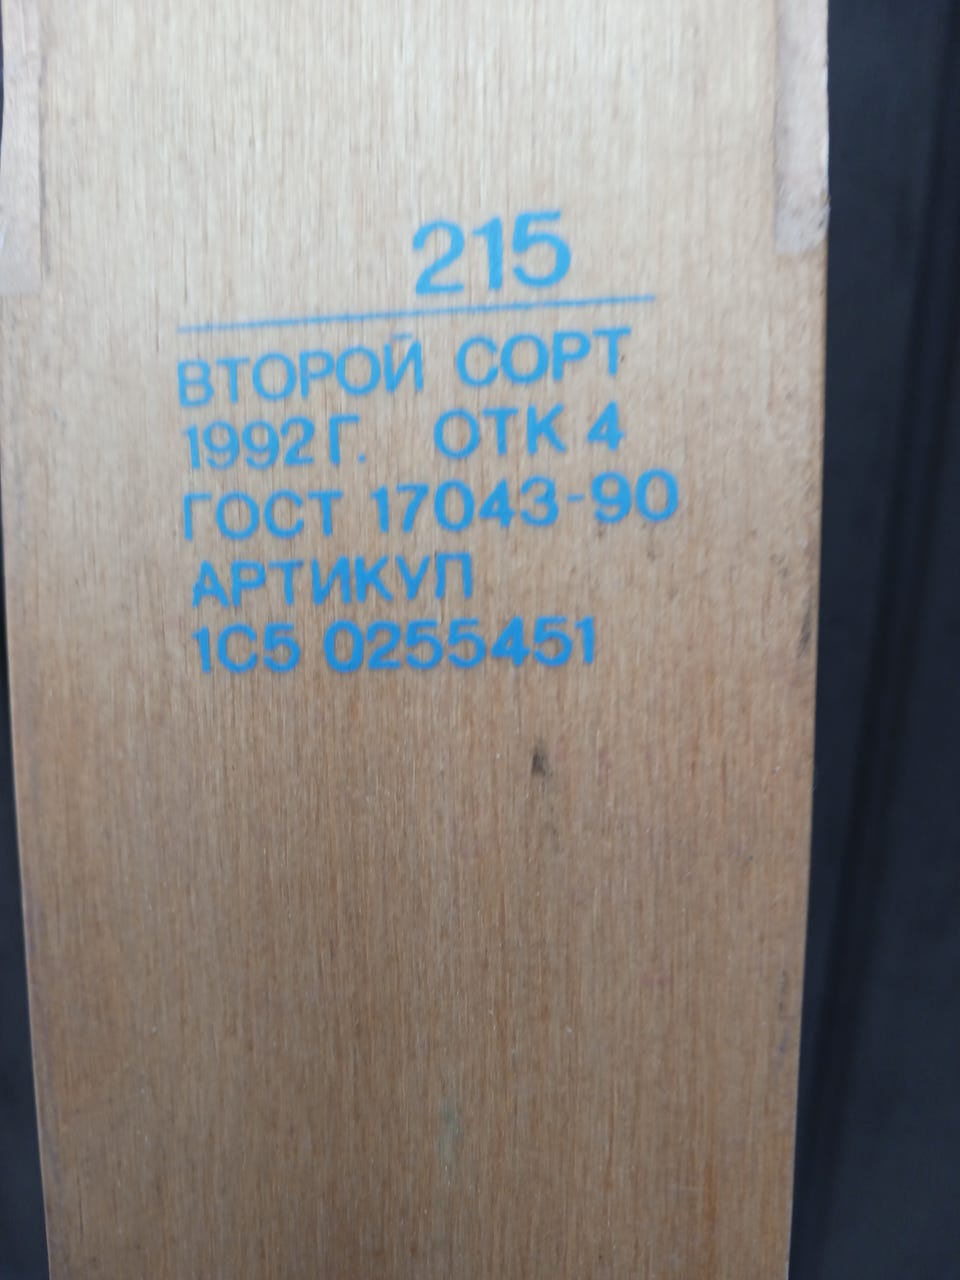 215
ВТОРОЙ СОРТ
1992 Г. ОТК 4
ГОСТ 17043-90
АРТИКУЛ
1С5 0255451